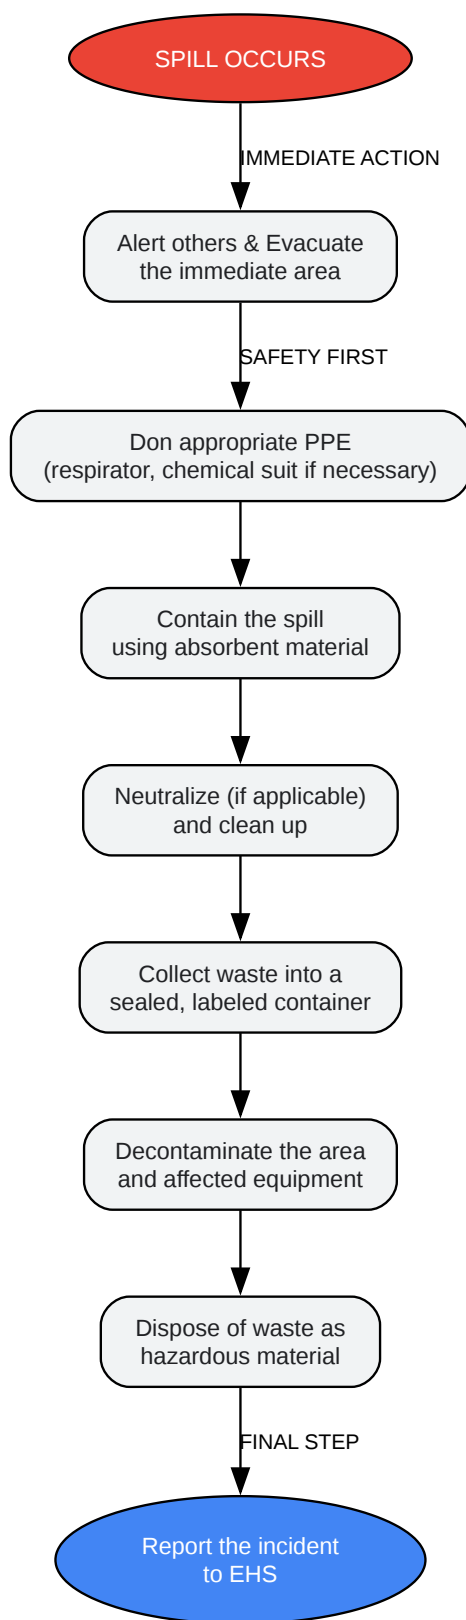 SPILL OCCURS
IMMEDIATE ACTION
Alert others & Evacuate
the immediate area
SAFETY FIRST
Don appropriate PPE
(respirator, chemical suit if necessary)
Contain the spill
using absorbent material
Neutralize (if applicable)
and clean up
Collect waste into a
sealed, labeled container
Decontaminate the area
and affected equipment
Dispose of waste as
hazardous material
FINAL STEP
Report the incident
to EHS